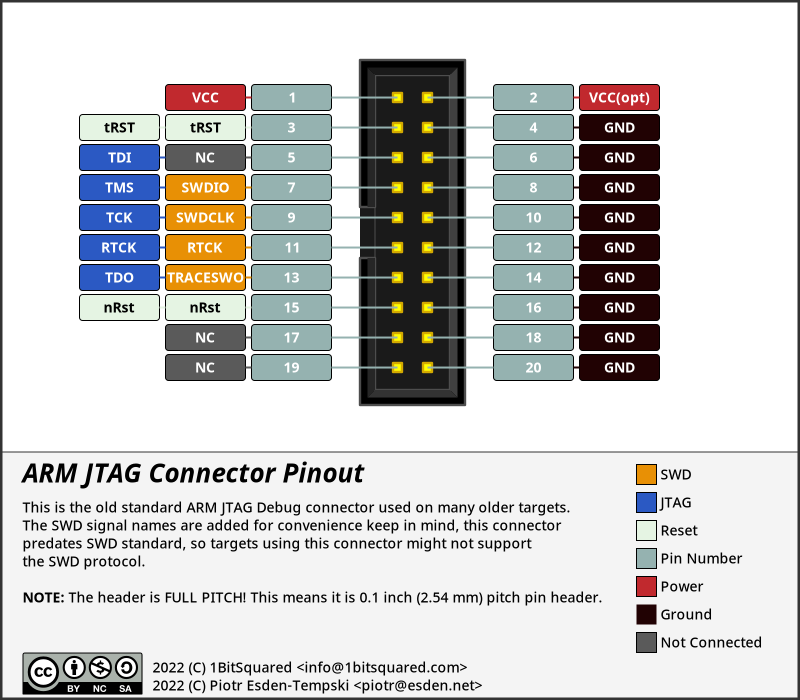 VCC 1 2 VCC(opt)
tRST tRST 3 4 GND
TDI NC 5 6 GND
TMS SWDIO 7 8 GND
TCK SWDCLK 9 10 GND
RTCK RTCK 11 12 GND
TDO TRACESWO 13 14 GND
nRst nRst 15 16 GND
NC 17 18 GND
NC 19 20 GND
ARM JTAG Connector Pinout
This is the old standard ARM JTAG Debug connector used on many older targets.
The SWD signal names are added for convenience keep in mind, this connector
predates SWD standard, so targets using this connector might not support
the SWD protocol.
NOTE: The header is FULL PITCH! This means it is 0.1 inch (2.54 mm) pitch pin header.
SWD
JTAG
Reset
Pin Number
Power
Ground
Not Connected
cc
BY NC SA
2022 (C) 1BitSquared <info@1bitsquared.com>
2022 (C) Piotr Esden-Tempski <piotr@esden.net>